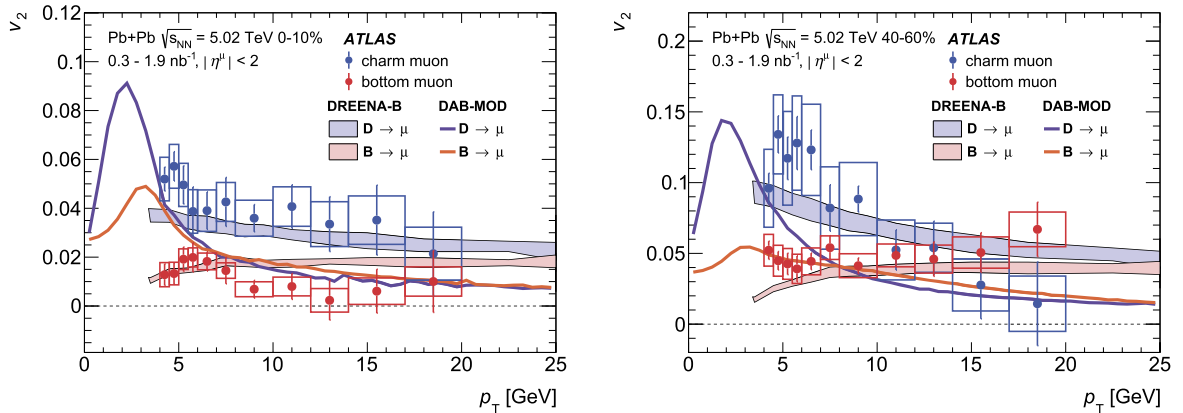 v₂
0.12
0.1
0.08
0.06
0.04
0.02
0
Pb+Pb √sNN = 5.02 TeV 0-10%
0.3 - 1.9 nb⁻¹, | η^μ | < 2
ATLAS
charm muon
bottom muon
DREENA-B DAB-MOD
D → μ D → μ
B → μ B → μ
0 5 10 15 20 25
p_T [GeV]
v₂
0.2
0.15
0.1
0.05
0
Pb+Pb √sNN = 5.02 TeV 40-60%
0.3 - 1.9 nb⁻¹, | η^μ | < 2
ATLAS
charm muon
bottom muon
DREENA-B DAB-MOD
D → μ D → μ
B → μ B → μ
0 5 10 15 20 25
p_T [GeV]